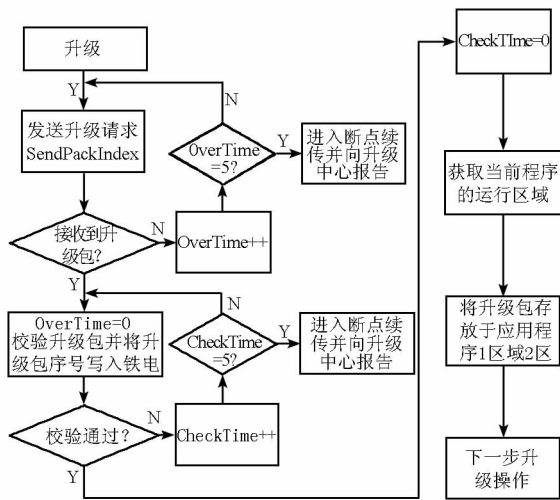 升级
Y
发送升级请求
SendPackIndex
接收到升
级包?
N
OverTime++
OverTime
=5?
N
Y
进入断点续
传并向升级
中心报告
Y
OverTime=0
校验升级包并将升
级包序号写入铁电
校验通过?
N
CheckTime++
CheckTime
=5?
N
Y
进入断点续
传并向升级
中心报告
Y
CheckTIme=0
获取当前程序
的运行区域
将升级包存
放于应用程
序1区域2区
下一步升
级操作